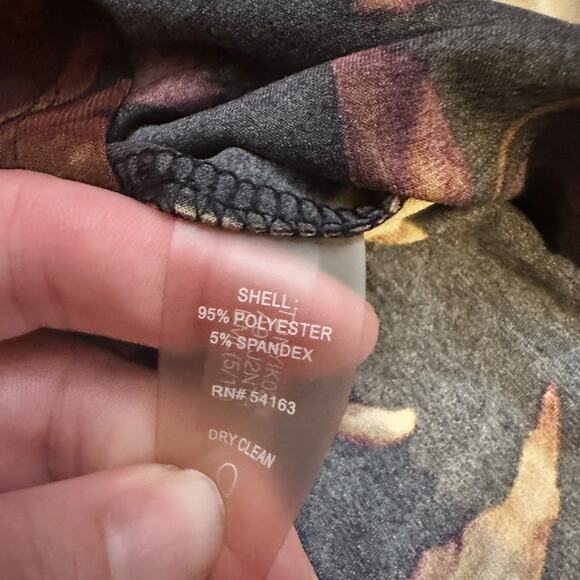 SHELL:
95% POLYESTER
5% SPANDEX
RN# 54163
DRY CLEAN